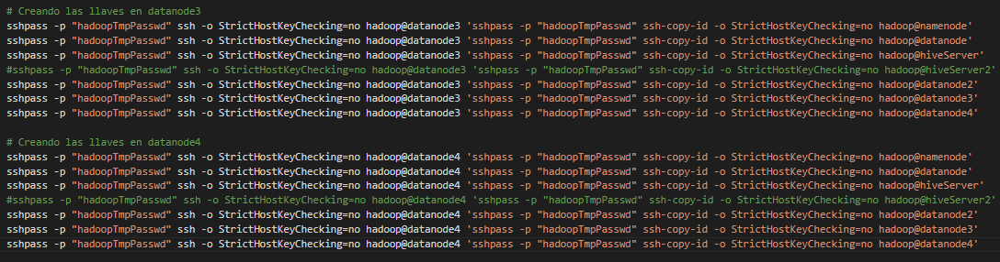 # Creando las llaves en datanode3
sshpass -p "hadoopTmpPasswd" ssh -o StrictHostKeyChecking=no hadoop@datanode3 'sshpass -p "hadoopTmpPasswd" ssh-copy-id -o StrictHostKeyChecking=no hadoop@namenode'
sshpass -p "hadoopTmpPasswd" ssh -o StrictHostKeyChecking=no hadoop@datanode3 'sshpass -p "hadoopTmpPasswd" ssh-copy-id -o StrictHostKeyChecking=no hadoop@datanode'
sshpass -p "hadoopTmpPasswd" ssh -o StrictHostKeyChecking=no hadoop@datanode3 'sshpass -p "hadoopTmpPasswd" ssh-copy-id -o StrictHostKeyChecking=no hadoop@hiveServer'
#sshpass -p "hadoopTmpPasswd" ssh -o StrictHostKeyChecking=no hadoop@datanode3 'sshpass -p "hadoopTmpPasswd" ssh-copy-id -o StrictHostKeyChecking=no hadoop@hiveServer2'
sshpass -p "hadoopTmpPasswd" ssh -o StrictHostKeyChecking=no hadoop@datanode3 'sshpass -p "hadoopTmpPasswd" ssh-copy-id -o StrictHostKeyChecking=no hadoop@datanode2'
sshpass -p "hadoopTmpPasswd" ssh -o StrictHostKeyChecking=no hadoop@datanode3 'sshpass -p "hadoopTmpPasswd" ssh-copy-id -o StrictHostKeyChecking=no hadoop@datanode3'
sshpass -p "hadoopTmpPasswd" ssh -o StrictHostKeyChecking=no hadoop@datanode3 'sshpass -p "hadoopTmpPasswd" ssh-copy-id -o StrictHostKeyChecking=no hadoop@datanode4'
# Creando las llaves en datanode4
sshpass -p "hadoopTmpPasswd" ssh -o StrictHostKeyChecking=no hadoop@datanode4 'sshpass -p "hadoopTmpPasswd" ssh-copy-id -o StrictHostKeyChecking=no hadoop@namenode'
sshpass -p "hadoopTmpPasswd" ssh -o StrictHostKeyChecking=no hadoop@datanode4 'sshpass -p "hadoopTmpPasswd" ssh-copy-id -o StrictHostKeyChecking=no hadoop@datanode'
sshpass -p "hadoopTmpPasswd" ssh -o StrictHostKeyChecking=no hadoop@datanode4 'sshpass -p "hadoopTmpPasswd" ssh-copy-id -o StrictHostKeyChecking=no hadoop@hiveServer'
#sshpass -p "hadoopTmpPasswd" ssh -o StrictHostKeyChecking=no hadoop@datanode4 'sshpass -p "hadoopTmpPasswd" ssh-copy-id -o StrictHostKeyChecking=no hadoop@hiveServer2'
sshpass -p "hadoopTmpPasswd" ssh -o StrictHostKeyChecking=no hadoop@datanode4 'sshpass -p "hadoopTmpPasswd" ssh-copy-id -o StrictHostKeyChecking=no hadoop@datanode2'
sshpass -p "hadoopTmpPasswd" ssh -o StrictHostKeyChecking=no hadoop@datanode4 'sshpass -p "hadoopTmpPasswd" ssh-copy-id -o StrictHostKeyChecking=no hadoop@datanode3'
sshpass -p "hadoopTmpPasswd" ssh -o StrictHostKeyChecking=no hadoop@datanode4 'sshpass -p "hadoopTmpPasswd" ssh-copy-id -o StrictHostKeyChecking=no hadoop@datanode4'